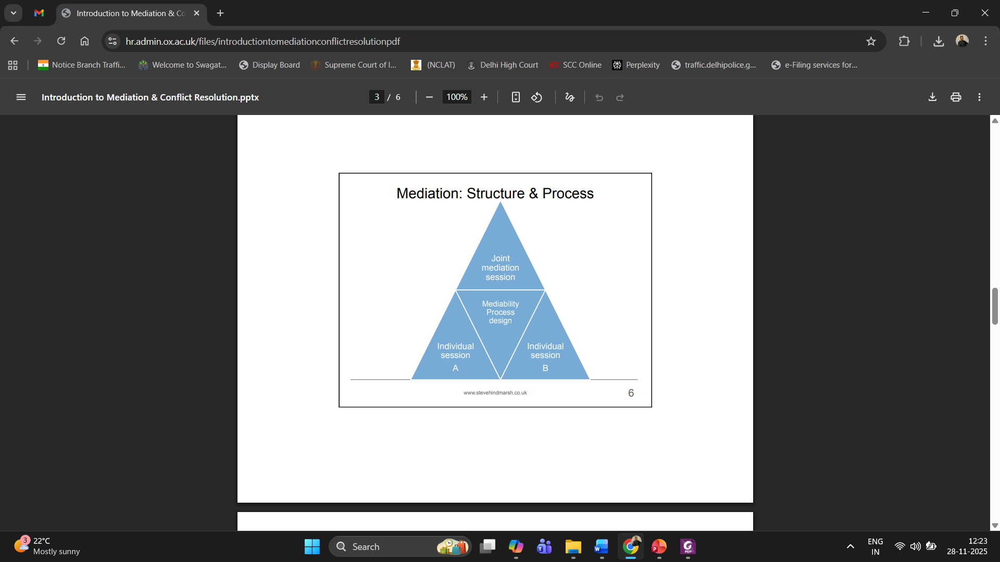 Introduction to Mediation & Co
hr.admin.ox.ac.uk/files/introductiontomediationconflictresolutionpdf
Notice Branch Traffi...
Welcome to Swagat...
Display Board
Supreme Court of I...
(NCLAT)
Delhi High Court
SCC SCC Online
Perplexity
traffic.delhipolice.g...
e-Filing services for...
Introduction to Mediation & Conflict Resolution.pptx
3 / 6
100%
Mediation: Structure & Process
Joint
mediation
session
Mediability
Process
design
Individual
session
A
Individual
session
B
www.stevehindmarsh.co.uk
6
3
22°C
Mostly sunny
Search
ENG
IN
12:23
28-11-2025